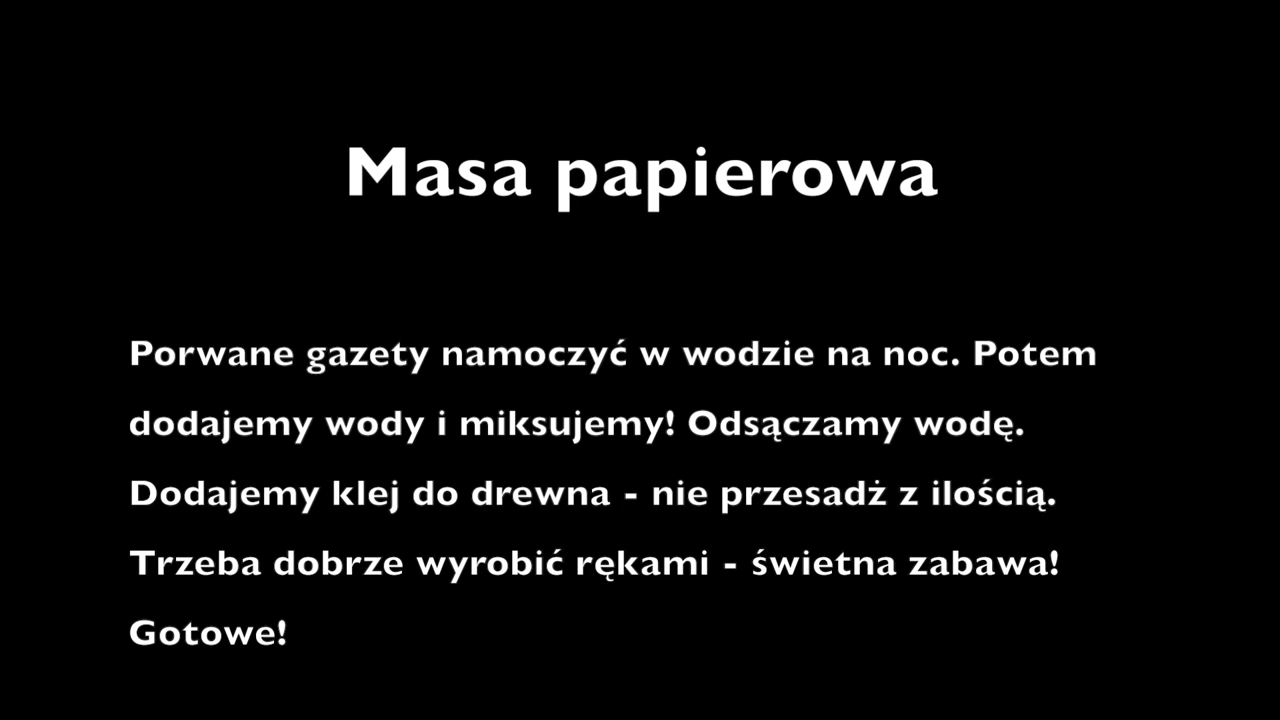 Masa papierowa
Porwane gazety namoczyć w wodzie na noc. Potem
dodajemy wody i miksujemy! Odsączamy wodę.
Dodajemy klej do drewna - nie przesadż z ilością.
Trzeba dobrze wyrobić rękami - świetna zabawa!
Gotowe!